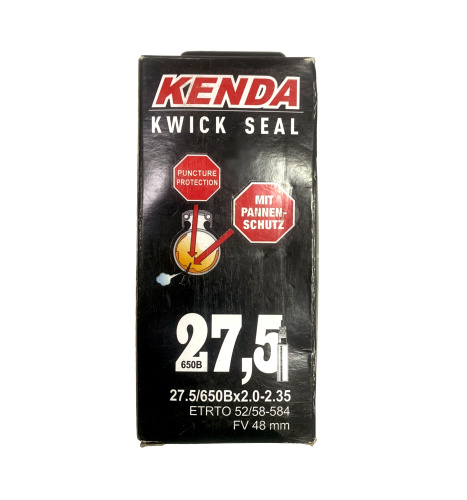 KENDA
KWICK SEAL
PUNCTURE
PROTECTION
MIT
PANNEN-
SCHUTZ
27,5
650B
27.5/650Bx2.0-2.35
ETRTO 52/58-584
FV 48 mm